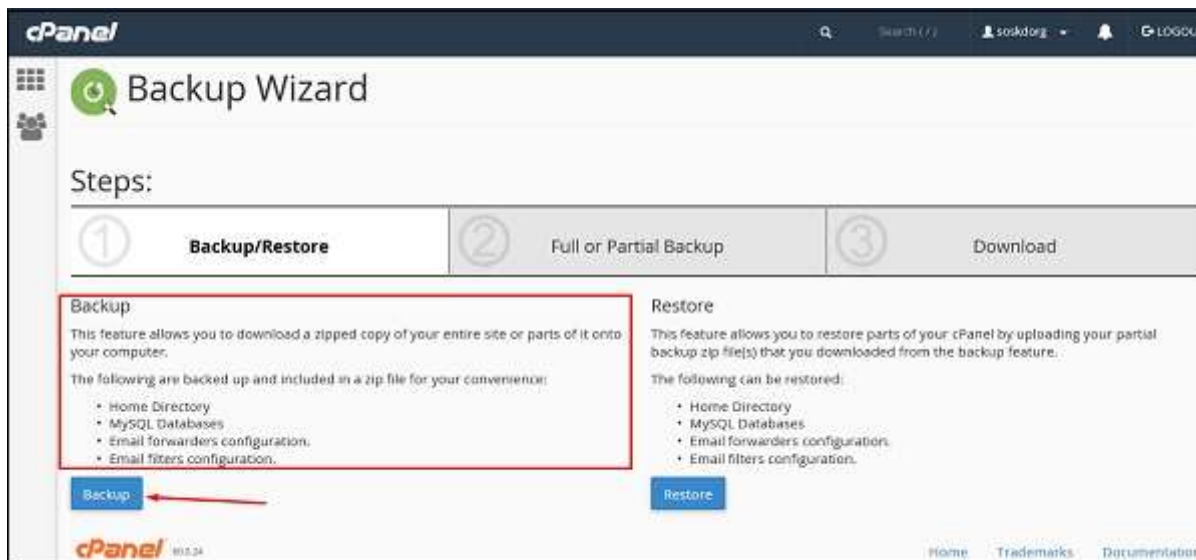 cPanel
Search ( / )
soskdorg
LOGOU
Backup Wizard
Steps:
1 Backup/Restore
2 Full or Partial Backup
3 Download
Backup
This feature allows you to download a zipped copy of your entire site or parts of it onto
your computer.
The following are backed up and included in a zip file for your convenience:
• Home Directory
• MySQL Databases
• Email forwarders configuration.
• Email filters configuration.
Backup
Restore
This feature allows you to restore parts of your cPanel by uploading your partial
backup zip file(s) that you downloaded from the backup feature.
The following can be restored:
• Home Directory
• MySQL Databases
• Email forwarders configuration.
• Email filters configuration.
Restore
cPanel
Home Trademarks Documentation